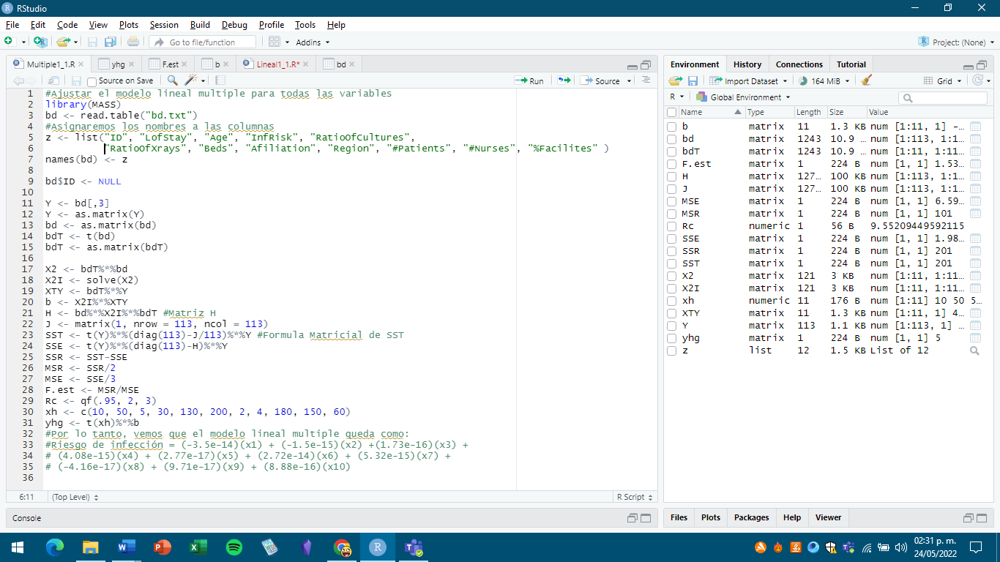 RStudio
File Edit Code View Plots Session Build Debug Profile Tools Help
Go to file/function Addins Project: (None)
Multiple1_1.R yhg F.est b Lineal1_1.R* bd
Source on Save Run Source
1 #Ajustar el modelo lineal multiple para todas las variables
2 library(MASS)
3 bd <- read.table("bd.txt")
4 #Asignaremos los nombres a las columnas
5 z <- list("ID", "LofStay", "Age", "InfRisk", "RatioOfCultures",
6 "RatioOfXrays", "Beds", "Afiliation", "Region", "#Patients", "#Nurses", "%Facilites" )
7 names(bd) <- z
8
9 bd$ID <- NULL
10
11 Y <- bd[,3]
12 Y <- as.matrix(Y)
13 bd <- as.matrix(bd)
14 bdT <- t(bd)
15 bdT <- as.matrix(bdT)
16
17 X2 <- bdT%*%bd
18 X2I <- solve(X2)
19 XTY <- bdT%*%Y
20 b <- X2I%*%XTY
21 H <- bd%*%X2I%*%bdT #Matriz H
22 J <- matrix(1, nrow = 113, ncol = 113)
23 SST <- t(Y)%*%(diag(113)-J/113)%*%Y #Formula Matricial de SST
24 SSE <- t(Y)%*%(diag(113)-H)%*%Y
25 SSR <- SST-SSE
26 MSR <- SSR/2
27 MSE <- SSE/3
28 F.est <- MSR/MSE
29 Rc <- qf(.95, 2, 3)
30 xh <- c(10, 50, 5, 30, 130, 200, 2, 4, 180, 150, 60)
31 yhg <- t(xh)%*%b
32 #Por lo tanto, vemos que el modelo lineal multiple queda como:
33 #Riesgo de infección = (-3.5e-14)(x1) + (-1.5e-15)(x2) +(1.73e-16)(x3) +
34 # (4.08e-15)(x4) + (2.77e-17)(x5) + (2.72e-14)(x6) + (5.32e-15)(x7) +
35 # (-4.16e-17)(x8) + (9.71e-17)(x9) + (8.88e-16)(x10)
36
6:11 (Top Level) R Script
Console
Environment History Connections Tutorial
Import Dataset 164 MiB Grid
R Global Environment
Name Type Length Size Value
b matrix 11 1.3 KB num [1:11, 1] -…
bd matrix 1243 10.9 … num [1:113, 1:1…
bdT matrix 1243 10.9 … num [1:11, 1:11…
F.est matrix 1 224 B num [1, 1] 1.53…
H matrix 127… 100 KB num [1:113, 1:1…
J matrix 127… 100 KB num [1:113, 1:1…
MSE matrix 1 224 B num [1, 1] 6.59…
MSR matrix 1 224 B num [1, 1] 101
Rc numeric 1 56 B 9.55209449592115
SSE matrix 1 224 B num [1, 1] 1.98…
SSR matrix 1 224 B num [1, 1] 201
SST matrix 1 224 B num [1, 1] 201
X2 matrix 121 3 KB num [1:11, 1:11…
X2I matrix 121 3 KB num [1:11, 1:11…
xh numeric 11 176 B num [1:11] 10 50 5…
XTY matrix 11 1.3 KB num [1:11, 1] 4…
Y matrix 113 1.1 KB num [1:113, 1] …
yhg matrix 1 224 B num [1, 1] 5
z list 12 1.5 KB List of 12
Files Plots Packages Help Viewer
02:31 p. m.
24/05/2022